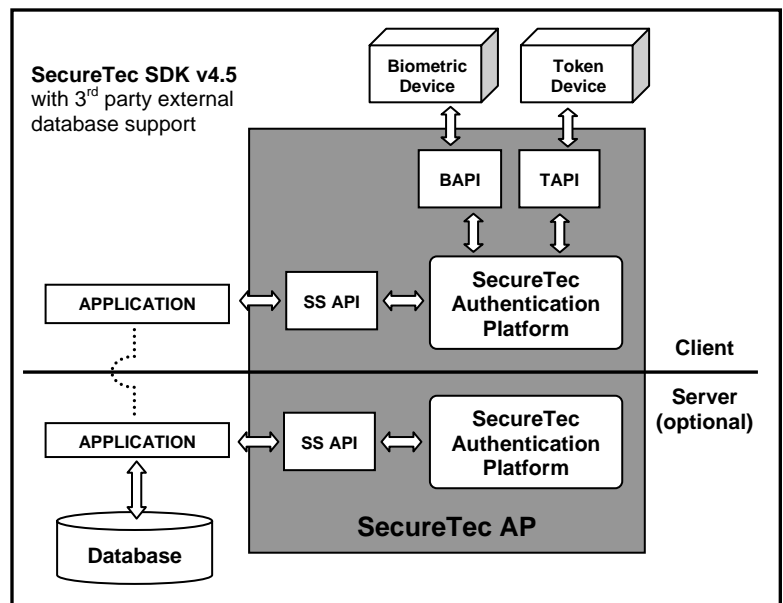 SecureTec SDK v4.5
with 3rd party external
database support
Biometric
Device
Token
Device
BAPI
TAPI
APPLICATION
SS API
SecureTec
Authentication
Platform
Client
Server
(optional)
APPLICATION
SS API
SecureTec
Authentication
Platform
Database
SecureTec AP